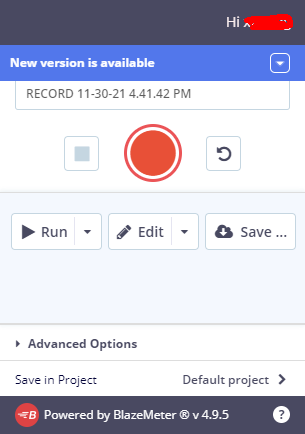 Hi
New version is available
RECORD 11-30-21 4.41.42 PM
Run
Edit
Save ...
Advanced Options
Save in Project
Default project
B Powered by BlazeMeter ® v 4.9.5 ?